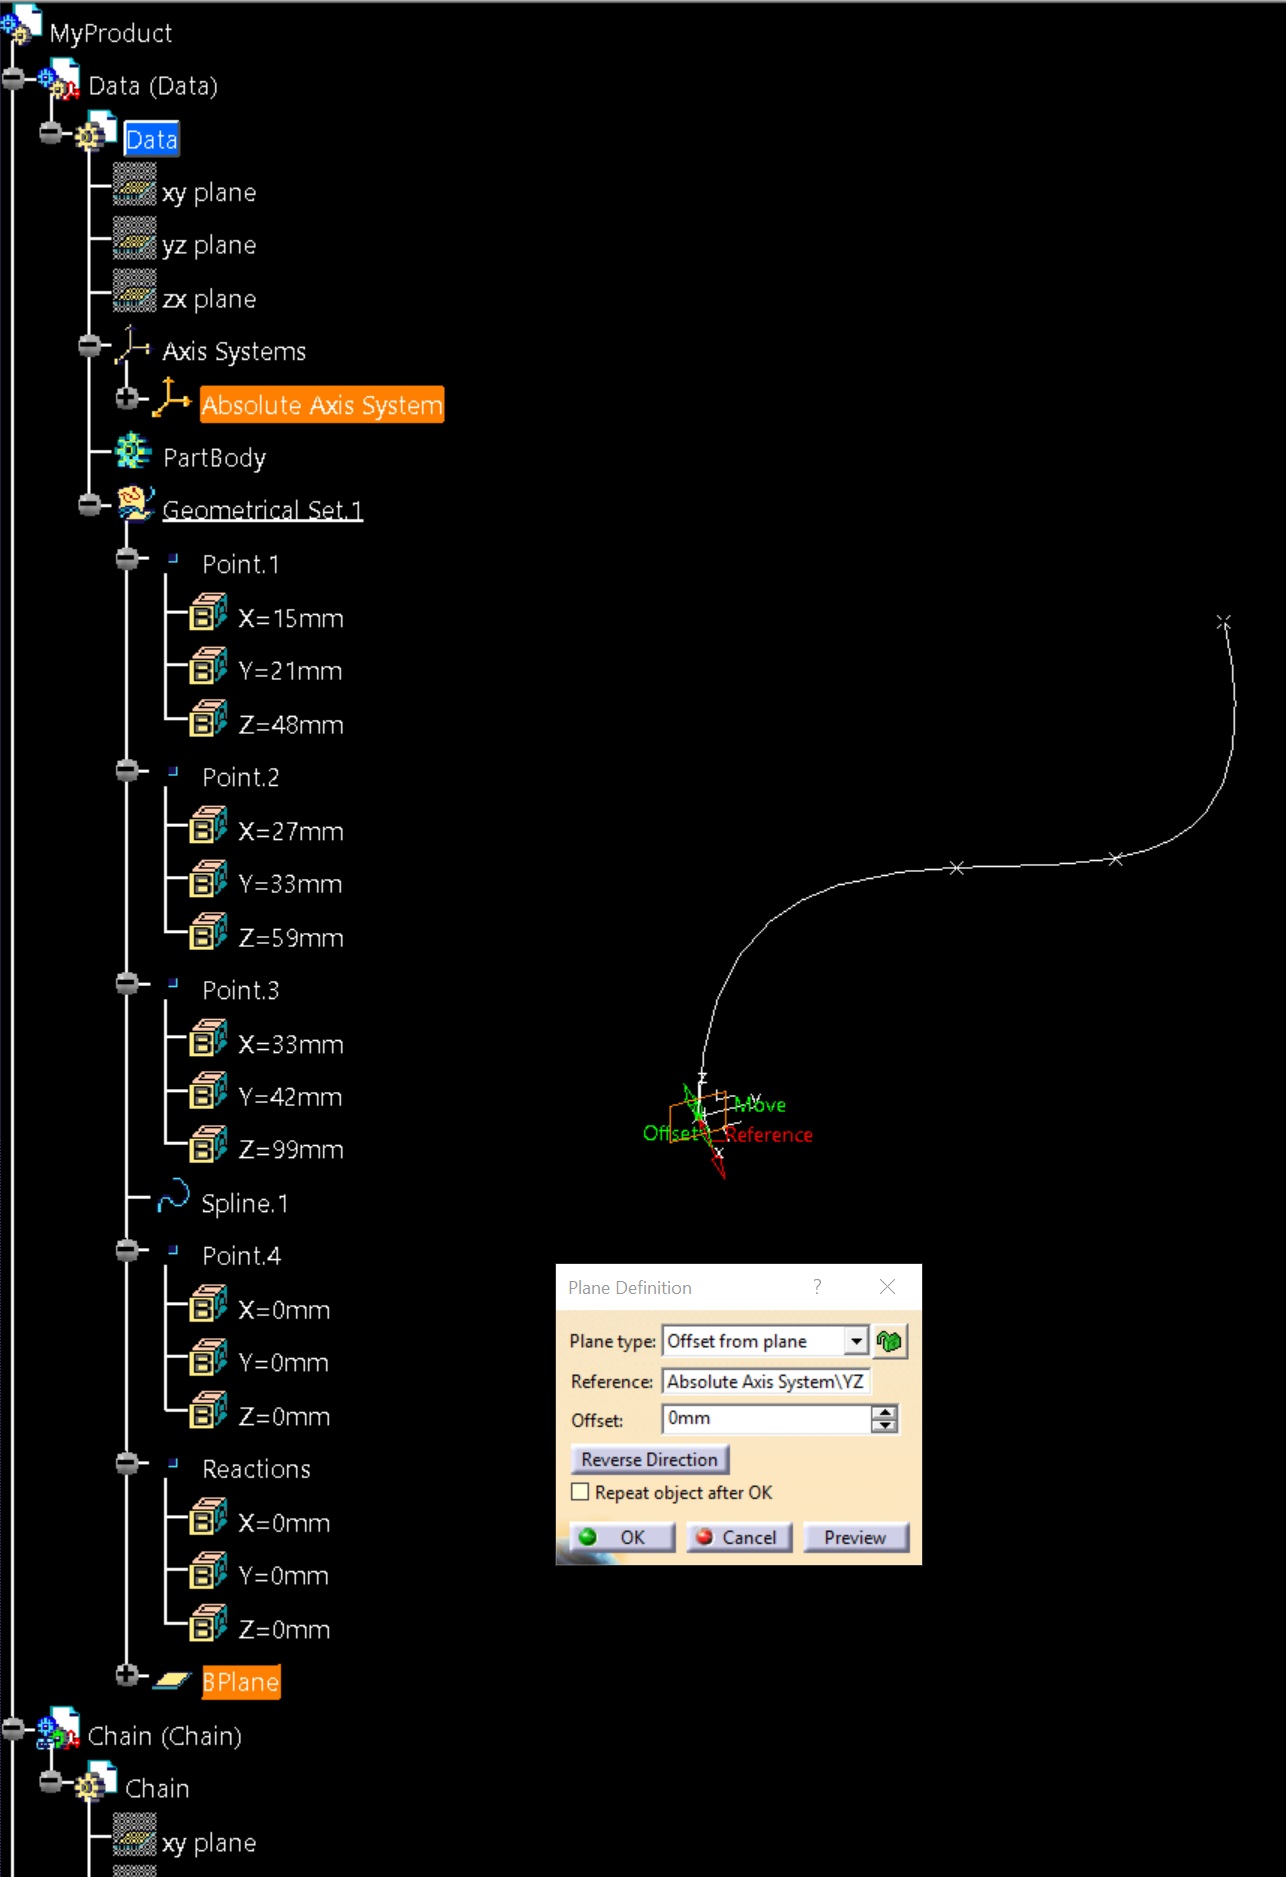 MyProduct
Data (Data)
Data
xy plane
yz plane
zx plane
Axis Systems
Absolute Axis System
PartBody
Geometrical Set.1
Point.1
X=15mm
Y=21mm
Z=48mm
Point.2
X=27mm
Y=33mm
Z=59mm
Point.3
X=33mm
Y=42mm
Z=99mm
Spline.1
Point.4
X=0mm
Y=0mm
Z=0mm
Reactions
X=0mm
Y=0mm
Z=0mm
BPlane
Chain (Chain)
Chain
xy plane
z
y
Move
Offset
Reference
x
Plane Definition ?
Plane type: Offset from plane
Reference: Absolute Axis System\YZ
Offset: 0mm
Reverse Direction
Repeat object after OK
OK Cancel Preview